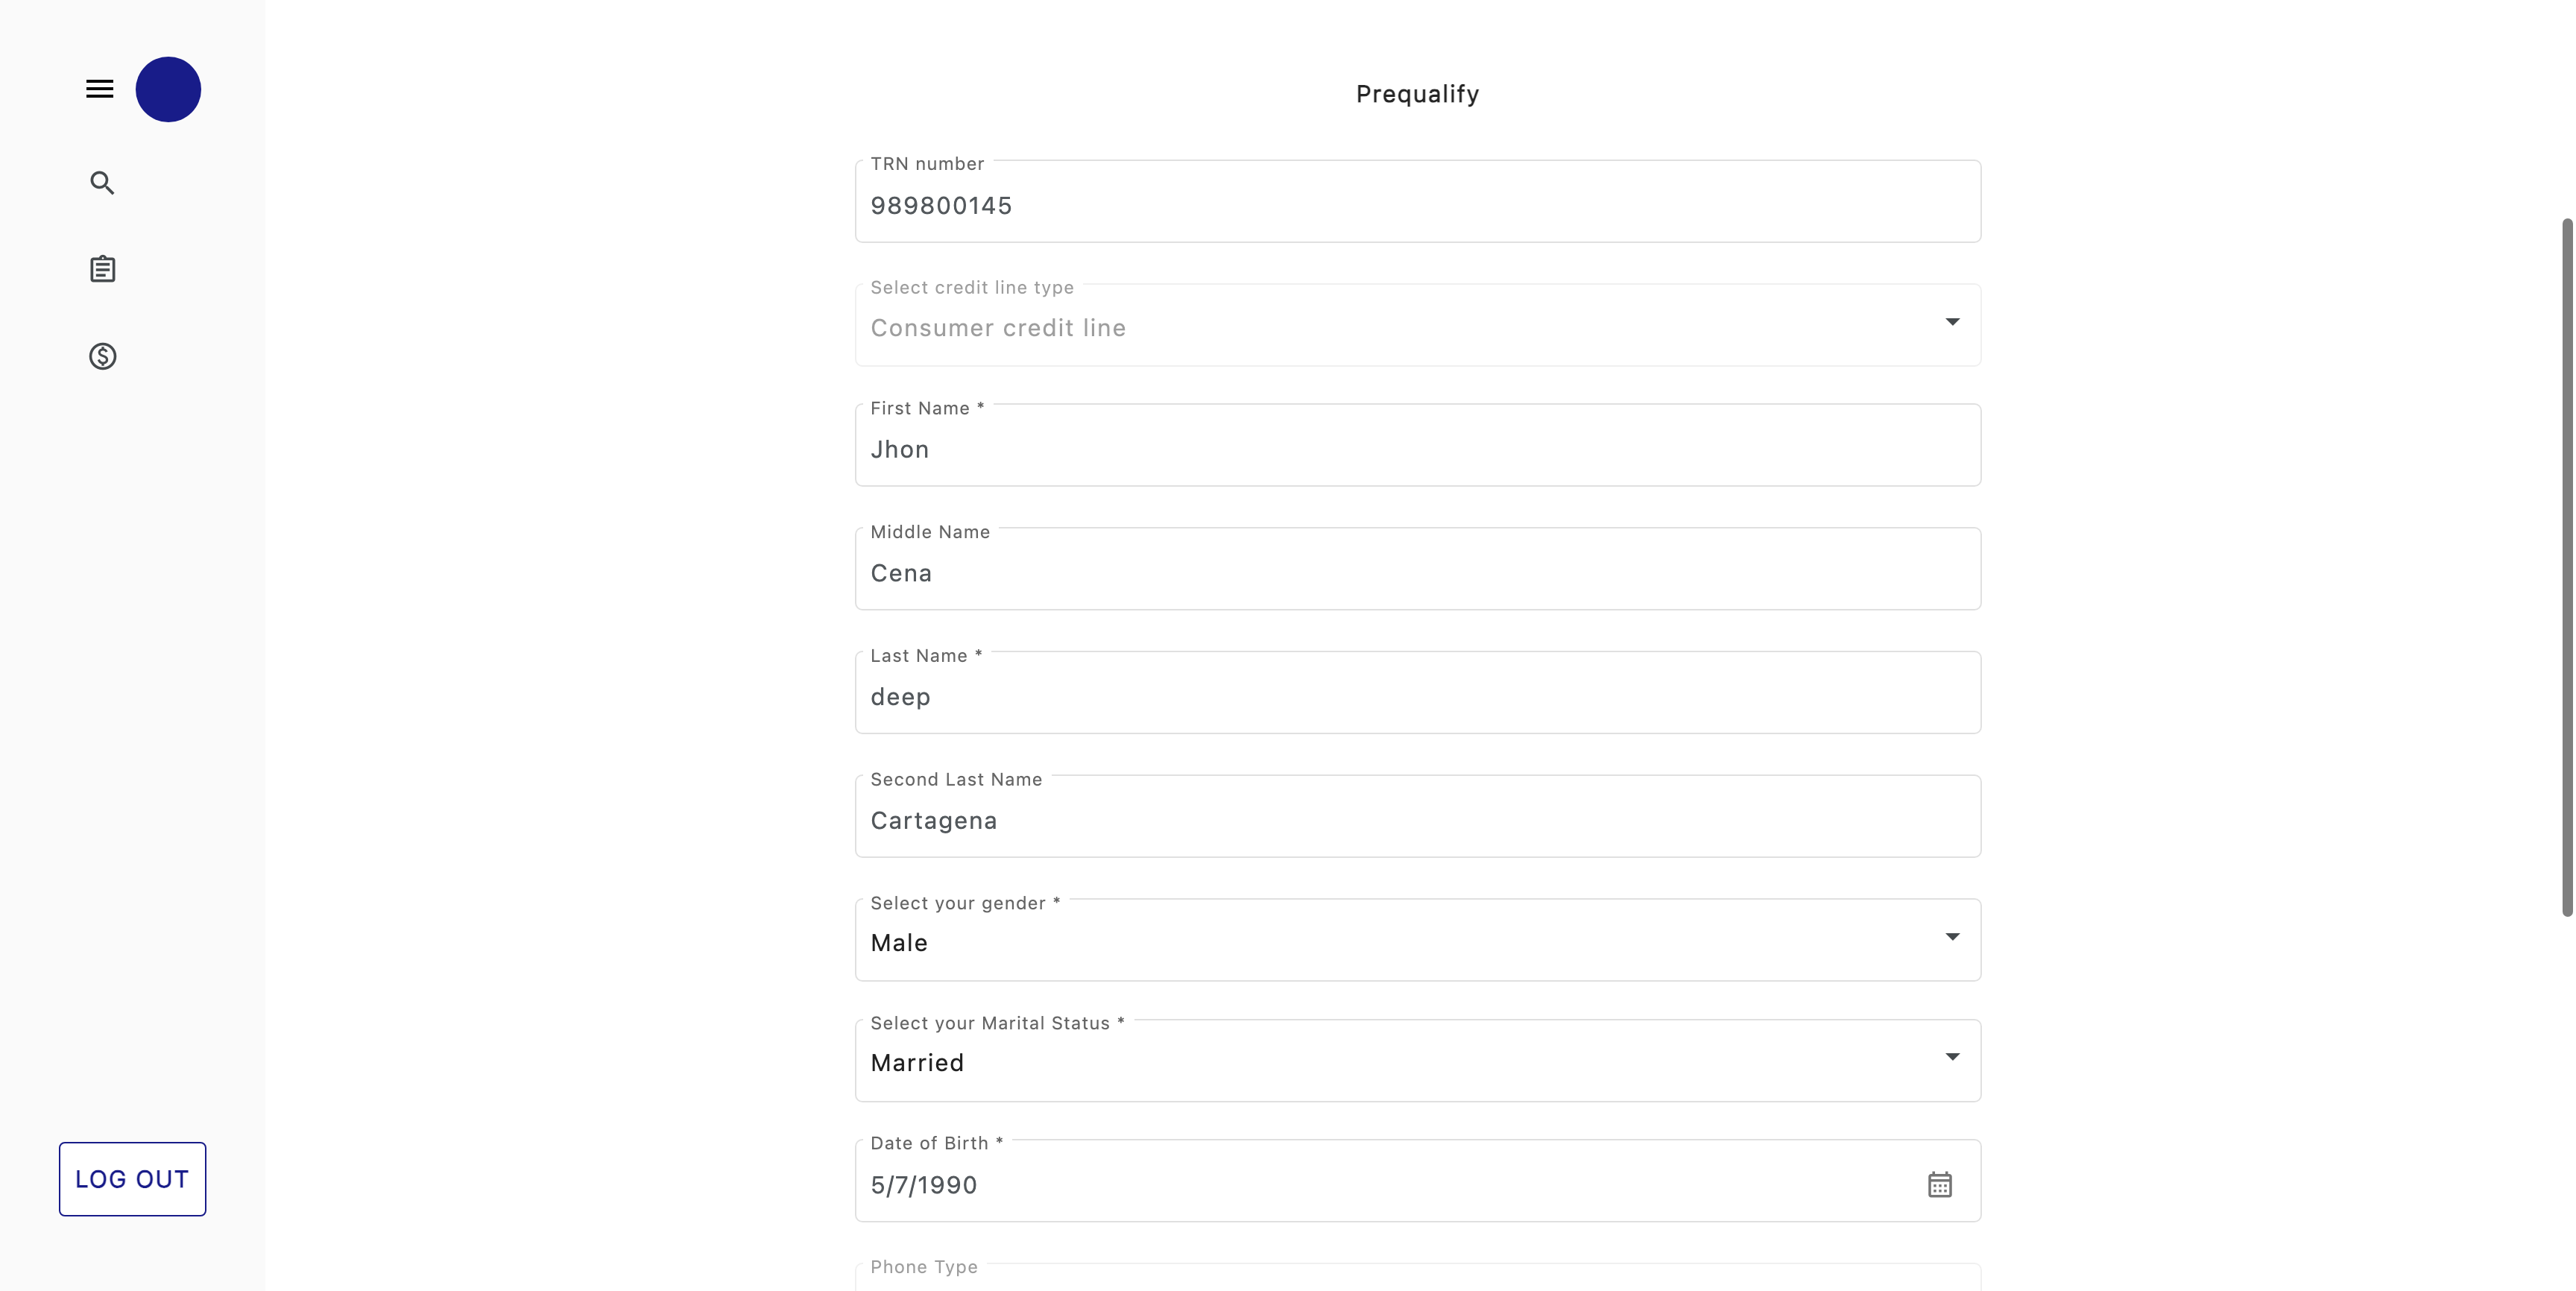 Prequalify
TRN number
989800145
Select credit line type
Consumer credit line
First Name *
Jhon
Middle Name
Cena
Last Name *
deep
Second Last Name
Cartagena
Select your gender *
Male
Select your Marital Status *
Married
Date of Birth *
5/7/1990
Phone Type
LOG OUT